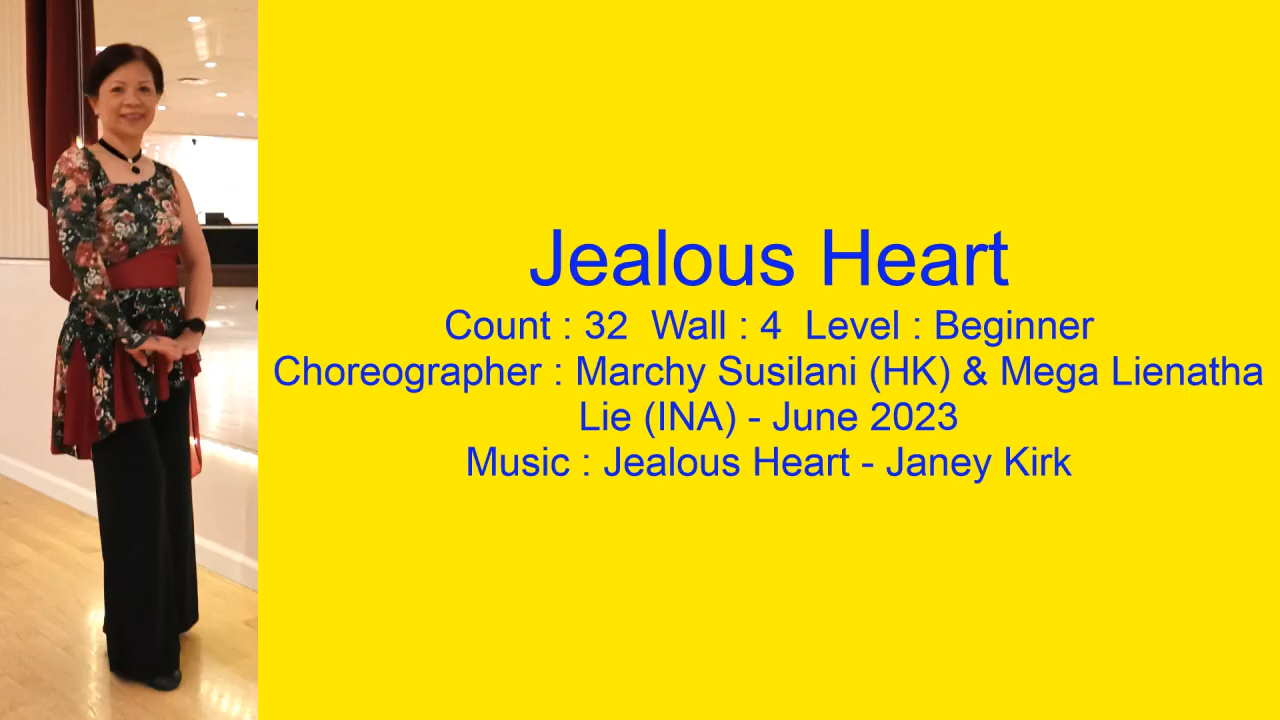 Jealous Heart
Count : 32  Wall : 4  Level : Beginner
Choreographer : Marchy Susilani (HK) & Mega Lienatha
Lie (INA) - June 2023
Music : Jealous Heart - Janey Kirk